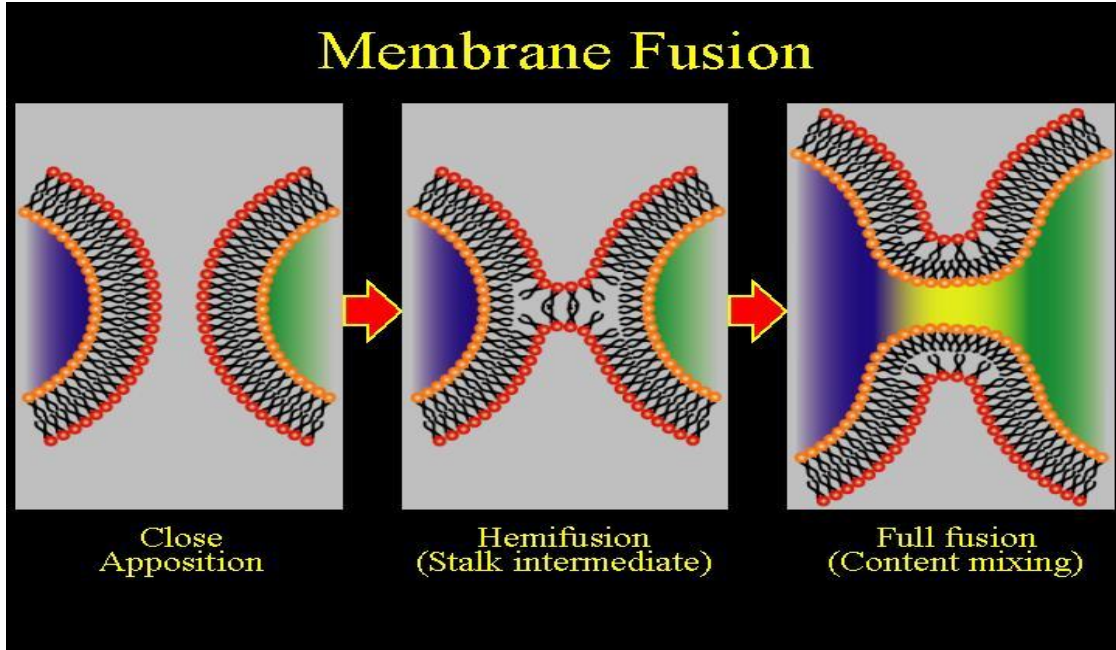 Membrane Fusion
Close
Apposition
Hemifusion
(Stalk intermediate)
Full fusion
(Content mixing)